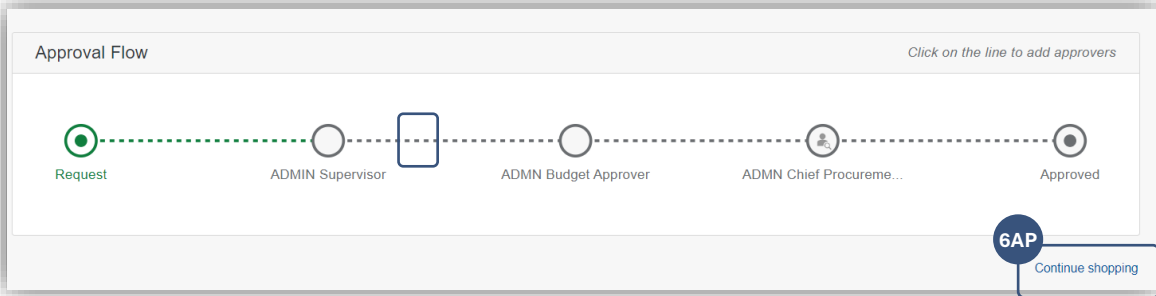 Approval Flow
Click on the line to add approvers
Request
ADMIN Supervisor
ADMN Budget Approver
ADMN Chief Procureme...
Approved
6AP
Continue shopping